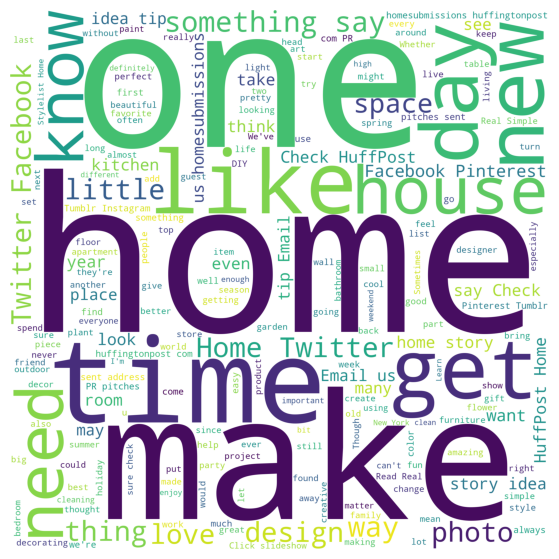 idea tip
something say
homesubmissions huffingtonpost
last
without
paint
really
around
every
com PR
Whether
see
keep
know
one
day
new
definitely
perfect
head
art
start
light
high
might
live
table
living
Stylelist Home
first
beautiful
favorite
often
us homesubmissions
take
think
two
pretty
looking
try
We've
space
spring
pitches sent
Real Simple
turn
Twitter Facebook
long
almost
kitchen
different
little
like
life
use
DIY
guest
Check HuffPost
Facebook Pinterest
house
go
next
set
add
Tumblr Instagram
something
home
feel
list
especially
floor
top
apartment
people
year
they're
another
place
item
even
well
enough
season
getting
tip Email
wall
bathroom
small
cool
weekend
going
Sometimes
designer
good
say Check
Pinterest Tumblr
find
give
better
spend
sure
plant
everyone
store
world
garden
back
part
bring
piece
never
friend
outdoor
look
huffingtonpost com
I'm
Home Twitter
home story
decor
PR pitches
sent address
room
come
time
week
Email us
many
get
show
gift
flower
HuffPost Home
also
u
easy
product
important
create
using
want
Learn
need
may
since
bit
old
New York
clean
furniture
amazing
summer
could
sure check
Though
color
big
best
cleaning
thought
holiday
put
made
enjoy
would
help
ever
party
project
let
still
found
away
creative
can't
fun
Read Real
change
matter
family
story idea
right
simple
style
make
bedroom
decorating
we're
thing
love
work
much
great
design
way
making
photo
mean
maybe
lot
always
Click slideshow